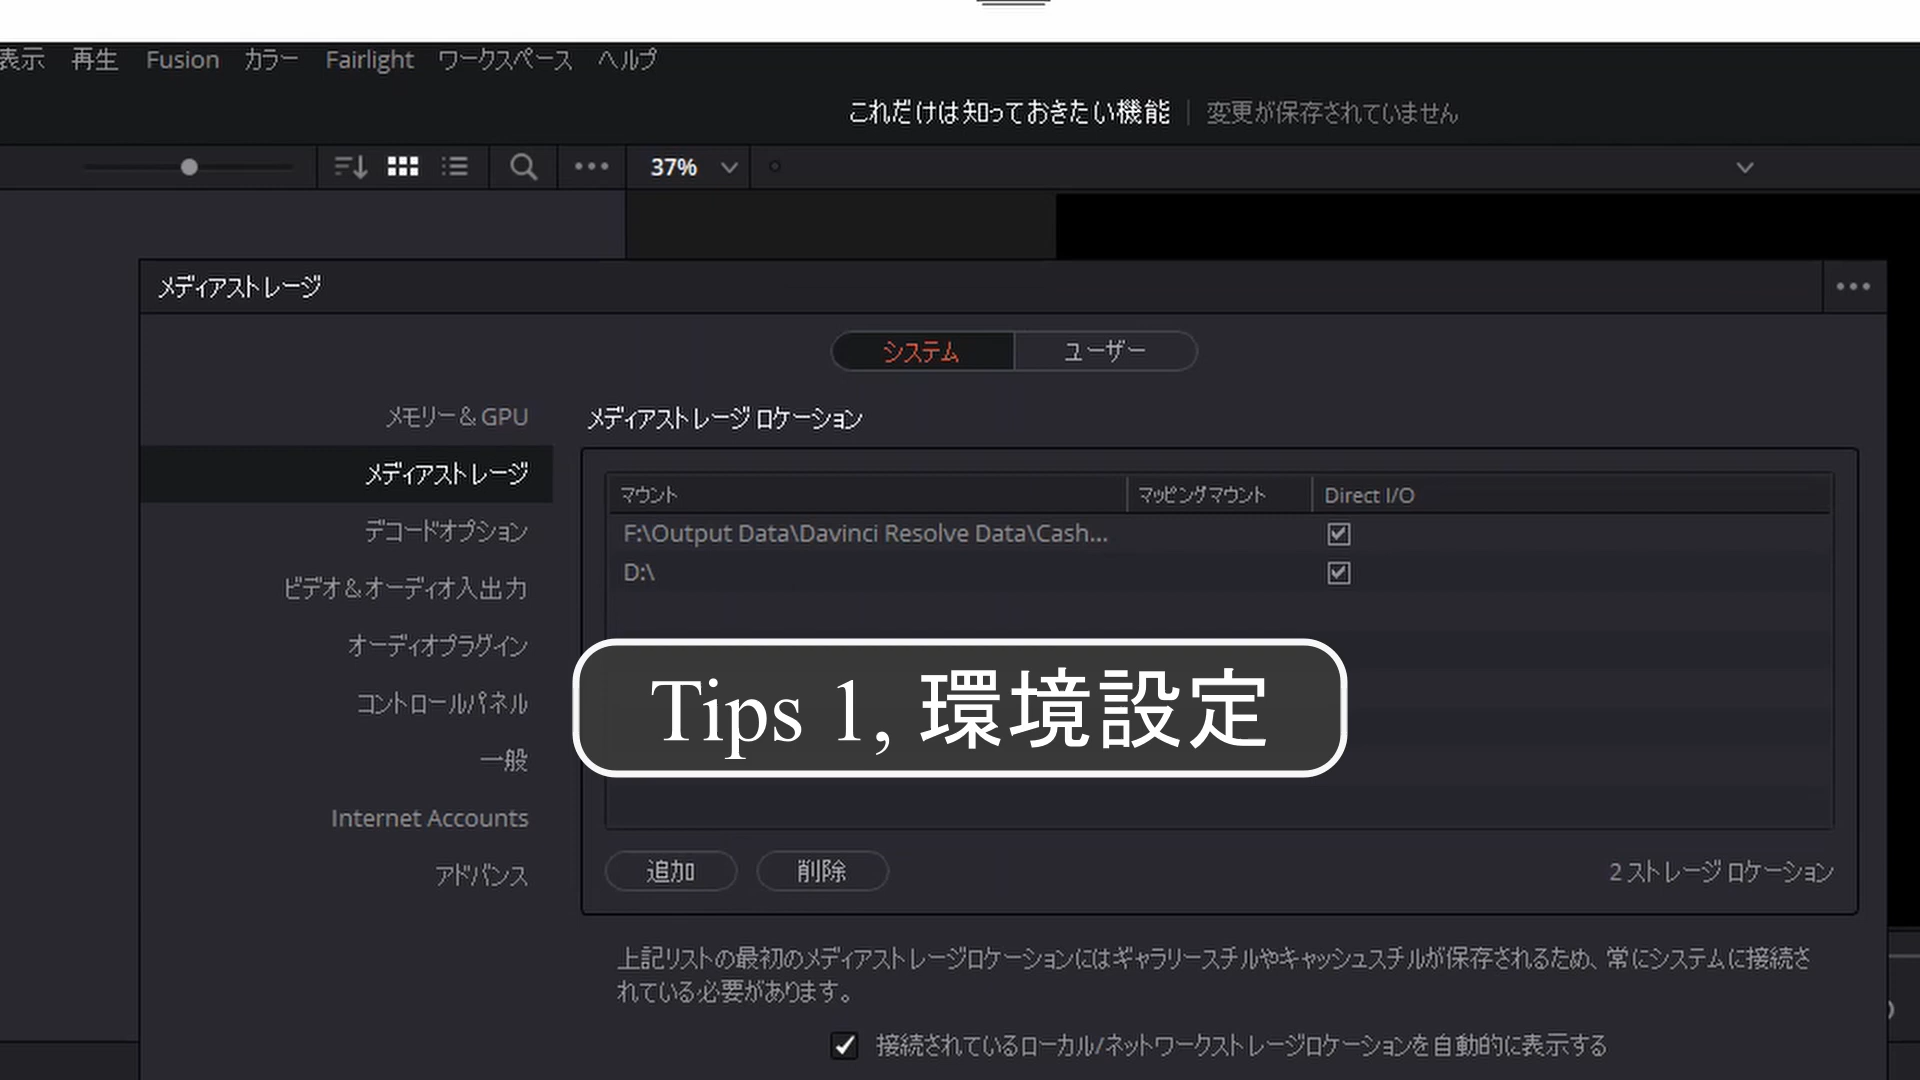 表示 再生 Fusion カラー Fairlight ワークスペース ヘルプ
これだけは知っておきたい機能 変更が保存されていません
37%
メディアストレージ
システム ユーザー
メモリー & GPU
メディアストレージ
デコードオプション
ビデオ&オーディオ入出力
オーディオプラグイン
コントロールパネル
一般
Internet Accounts
アドバンス
メディアストレージ ロケーション
マウント マッピングマウント Direct I/O
F:\Output Data\Davinci Resolve Data\Cash...
D:\
Tips 1, 環境設定
追加 削除 2 ストレージ ロケーション
上記リストの最初のメディアストレージロケーションにはギャラリースチルやキャッシュスチルが保存されるため、常にシステムに接続さ
れている必要があります。
接続されているローカル/ネットワークストレージロケーションを自動的に表示する